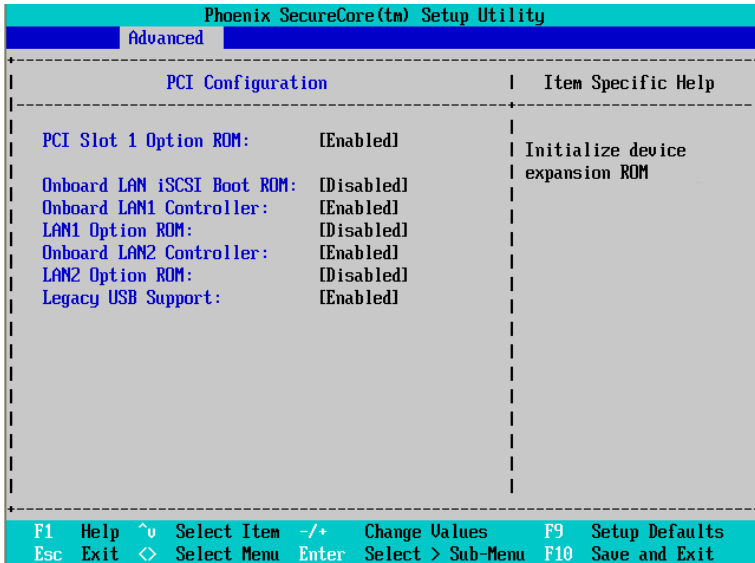 Phoenix SecureCore(tm) Setup Utility
Advanced
PCI Configuration
Item Specific Help
PCI Slot 1 Option ROM: [Enabled]
Initialize device
expansion ROM
Onboard LAN iSCSI Boot ROM: [Disabled]
Onboard LAN1 Controller: [Enabled]
LAN1 Option ROM: [Disabled]
Onboard LAN2 Controller: [Enabled]
LAN2 Option ROM: [Disabled]
Legacy USB Support: [Enabled]
F1 Help ^v Select Item -/+ Change Values F9 Setup Defaults
Esc Exit <> Select Menu Enter Select > Sub-Menu F10 Save and Exit